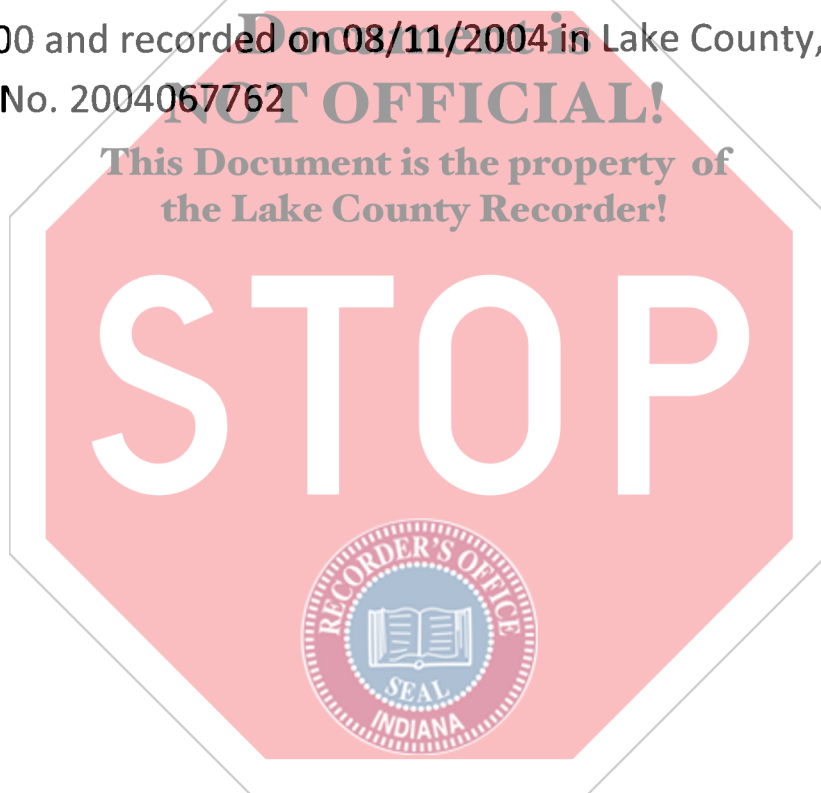 00 and recorded on 08/11/2004 in Lake County,
Document is
No. 2004067762
NOT OFFICIAL!
This Document is the property of
the Lake County Recorder!
STOP
RECORDER'S OFFICE
SEAL
INDIANA